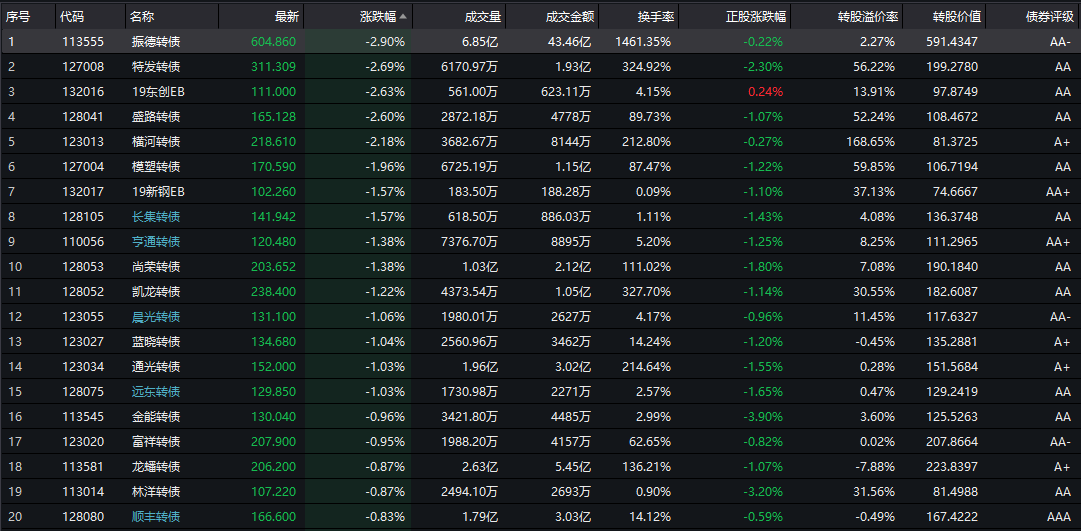 序号 代码 名称 最新 涨跌幅 成交量 成交金额 换手率 正股涨跌幅 转股溢价率 转股价值 债券评级
1 113555 振德转债 604.860 -2.90% 6.85亿 43.46亿 1461.35% -0.22% 2.27% 591.4347 AA-
2 127008 特发转债 311.309 -2.69% 6170.97万 1.93亿 324.92% -2.30% 56.22% 199.2780 AA
3 132016 19东创EB 111.000 -2.63% 561.00万 623.11万 4.15% 0.24% 13.91% 97.8749 AA
4 128041 盛路转债 165.128 -2.60% 2872.18万 4778万 89.73% -1.07% 52.24% 108.4672 AA
5 123013 横河转债 218.610 -2.18% 3682.67万 8144万 212.80% -0.27% 168.65% 81.3725 A+
6 127004 模塑转债 170.590 -1.96% 6725.19万 1.15亿 87.47% -1.22% 59.85% 106.7194 AA
7 132017 19新钢EB 102.260 -1.57% 183.50万 188.28万 0.09% -1.10% 37.13% 74.6667 AA+
8 128105 长集转债 141.942 -1.57% 618.50万 886.03万 1.11% -1.43% 4.08% 136.3748 AA
9 110056 亨通转债 120.480 -1.38% 7376.70万 8895万 5.20% -1.25% 8.25% 111.2965 AA+
10 128053 尚荣转债 203.652 -1.38% 1.03亿 2.12亿 111.02% -1.80% 7.08% 190.1840 AA
11 128052 凯龙转债 238.400 -1.22% 4373.54万 1.05亿 327.70% -1.14% 30.55% 182.6087 AA
12 123055 晨光转债 131.100 -1.06% 1980.01万 2627万 4.17% -0.96% 11.45% 117.6327 AA-
13 123027 蓝晓转债 134.680 -1.04% 2560.96万 3462万 14.24% -1.20% -0.45% 135.2881 A+
14 123034 通光转债 152.000 -1.03% 1.96亿 3.02亿 214.64% -1.55% 0.28% 151.5684 A+
15 128075 远东转债 129.850 -1.03% 1730.98万 2271万 2.57% -1.65% 0.47% 129.2419 AA
16 113545 金能转债 130.040 -0.96% 3421.80万 4485万 2.99% -3.90% 3.60% 125.5263 AA
17 123020 富祥转债 207.900 -0.95% 1988.20万 4157万 62.65% -0.82% 0.02% 207.8664 AA-
18 113581 龙蟠转债 206.200 -0.87% 2.63亿 5.45亿 136.21% -1.07% -7.88% 223.8397 A+
19 113014 林洋转债 107.220 -0.87% 2494.10万 2693万 0.90% -3.20% 31.56% 81.4988 AA
20 128080 顺丰转债 166.600 -0.83% 1.79亿 3.03亿 14.12% -0.59% -0.49% 167.4222 AAA